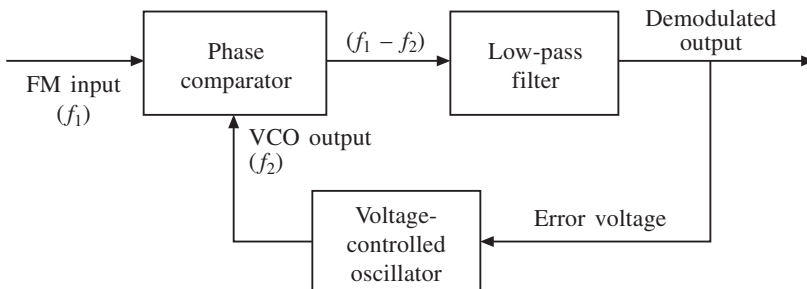 Phase
comparator
(f₁ – f₂)
Low-pass
filter
Demodulated
output
FM input
(f₁)
VCO output
(f₂)
Voltage-
controlled
oscillator
Error voltage